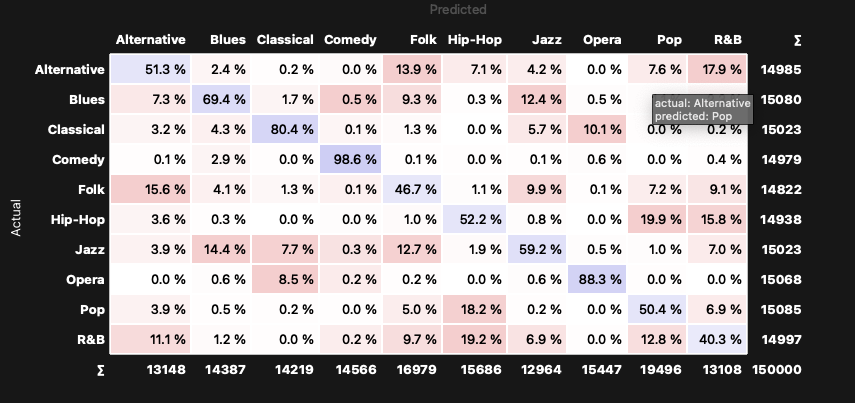 Predicted
Alternative Blues Classical Comedy Folk Hip-Hop Jazz Opera Pop R&B Σ
Alternative 51.3 % 2.4 % 0.2 % 0.0 % 13.9 % 7.1 % 4.2 % 0.0 % 7.6 % 17.9 % 14985
Blues 7.3 % 69.4 % 1.7 % 0.5 % 9.3 % 0.3 % 12.4 % 0.5 % 15080
actual: Alternative
predicted: Pop
Classical 3.2 % 4.3 % 80.4 % 0.1 % 1.3 % 0.0 % 5.7 % 10.1 % 0.0 % 0.2 % 15023
Comedy 0.1 % 2.9 % 0.0 % 98.6 % 0.1 % 0.0 % 0.1 % 0.6 % 0.0 % 0.4 % 14979
Actual
Folk 15.6 % 4.1 % 1.3 % 0.1 % 46.7 % 1.1 % 9.9 % 0.1 % 7.2 % 9.1 % 14822
Hip-Hop 3.6 % 0.3 % 0.0 % 0.0 % 1.0 % 52.2 % 0.8 % 0.0 % 19.9 % 15.8 % 14938
Jazz 3.9 % 14.4 % 7.7 % 0.3 % 12.7 % 1.9 % 59.2 % 0.5 % 1.0 % 7.0 % 15023
Opera 0.0 % 0.6 % 8.5 % 0.2 % 0.2 % 0.0 % 0.6 % 88.3 % 0.0 % 0.0 % 15068
Pop 3.9 % 0.5 % 0.2 % 0.0 % 5.0 % 18.2 % 0.2 % 0.0 % 50.4 % 6.9 % 15085
R&B 11.1 % 1.2 % 0.0 % 0.2 % 9.7 % 19.2 % 6.9 % 0.0 % 12.8 % 40.3 % 14997
Σ 13148 14387 14219 14566 16979 15686 12964 15447 19496 13108 150000